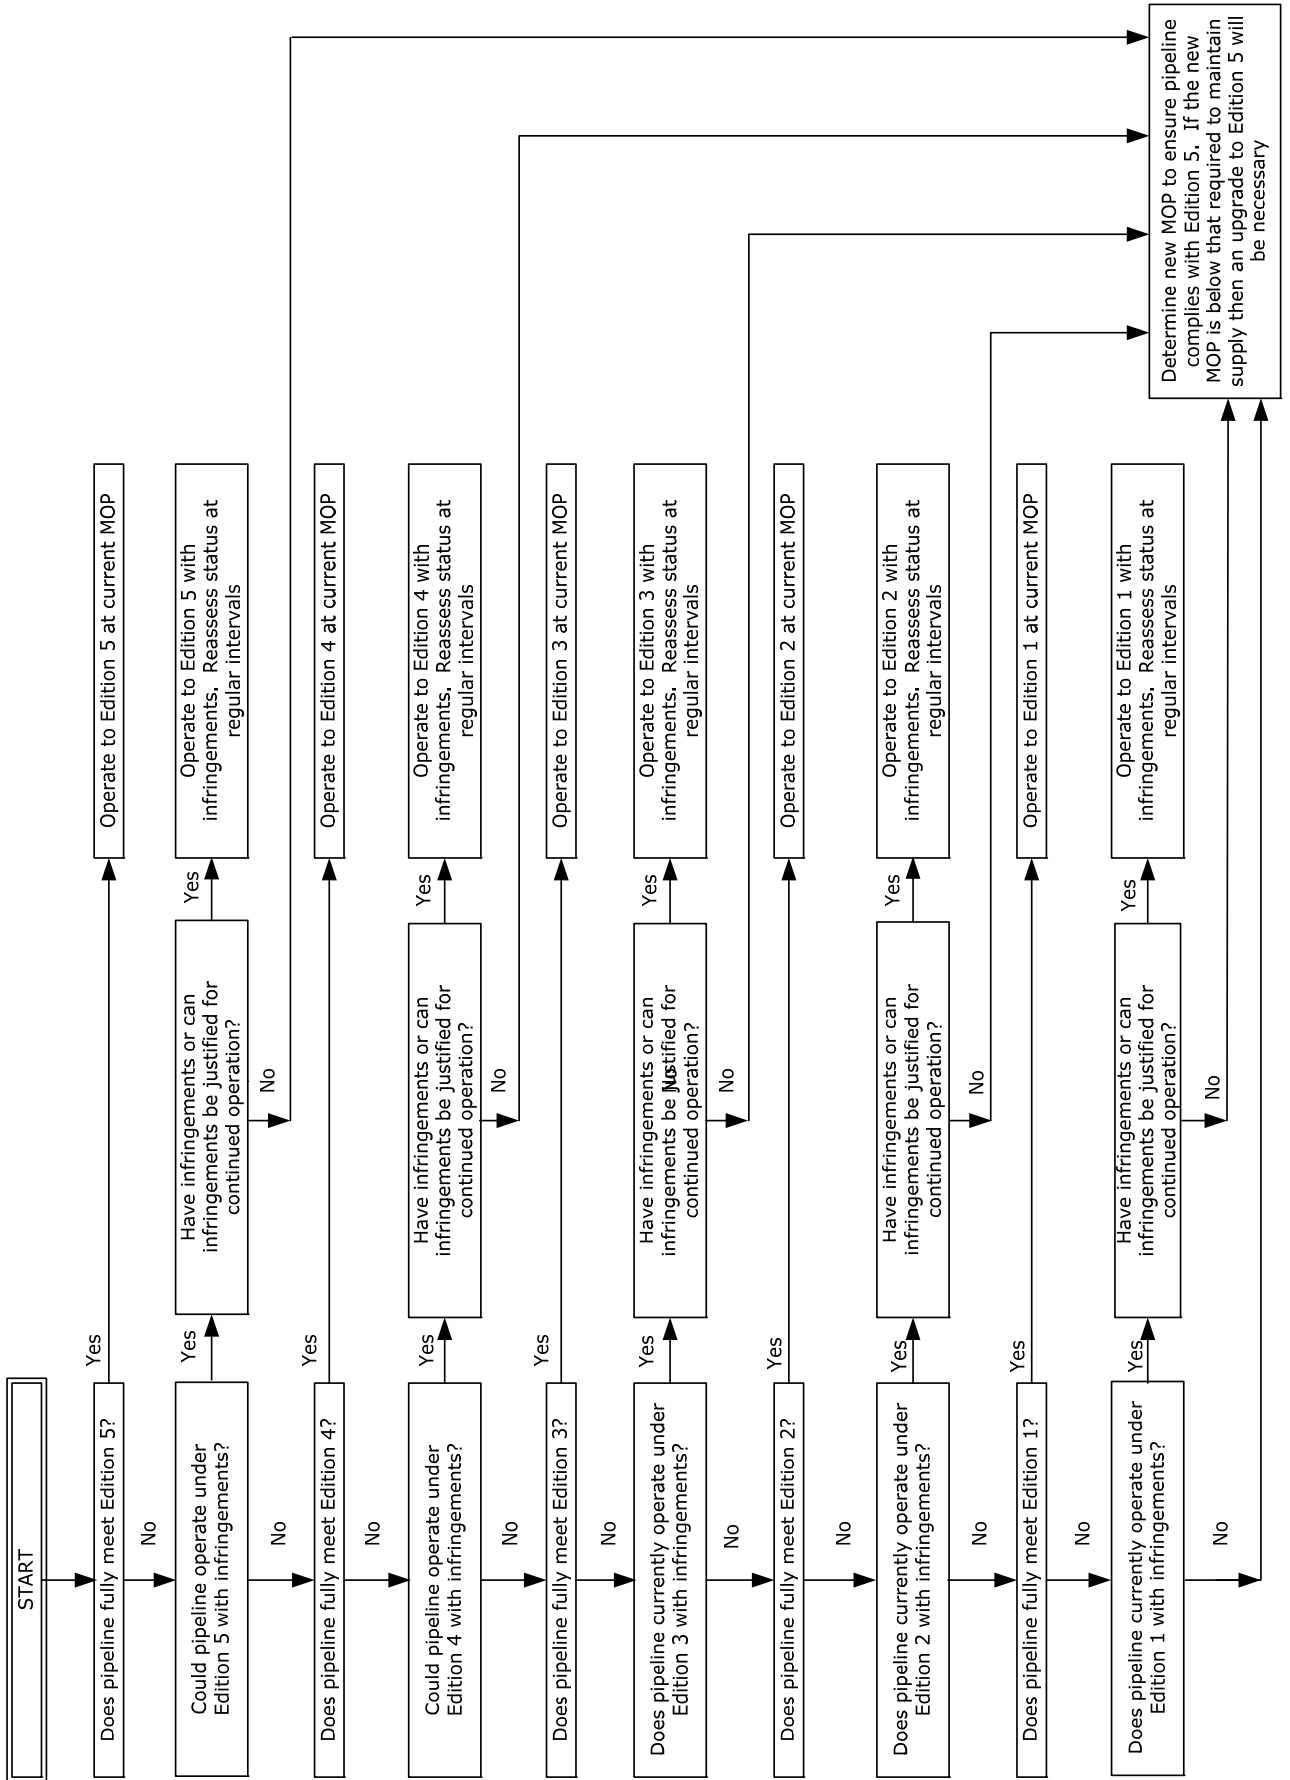 START
Does pipeline fully meet Edition 5?
Yes
Operate to Edition 5 at current MOP
No
Could pipeline operate under
Edition 5 with infringements?
Yes
Have infringements or can
infringements be justified for
continued operation?
Yes
Operate to Edition 5 with
infringements. Reassess status at
regular intervals
No
No
Does pipeline fully meet Edition 4?
Yes
Operate to Edition 4 at current MOP
No
Could pipeline operate under
Edition 4 with infringements?
Yes
Have infringements or can
infringements be justified for
continued operation?
Yes
Operate to Edition 4 with
infringements. Reassess status at
regular intervals
No
No
Does pipeline fully meet Edition 3?
Yes
Operate to Edition 3 at current MOP
No
Does pipeline currently operate under
Edition 3 with infringements?
Yes
Have infringements or can
infringements be justified for
continued operation?
No
Yes
Operate to Edition 3 with
infringements. Reassess status at
regular intervals
No
No
Does pipeline fully meet Edition 2?
Yes
Operate to Edition 2 at current MOP
No
Does pipeline currently operate under
Edition 2 with infringements?
Yes
Have infringements or can
infringements be justified for
continued operation?
Yes
Operate to Edition 2 with
infringements. Reassess status at
regular intervals
No
No
Does pipeline fully meet Edition 1?
Yes
Operate to Edition 1 at current MOP
No
Does pipeline currently operate under
Edition 1 with infringements?
Yes
Have infringements or can
infringements be justified for
continued operation?
Yes
Operate to Edition 1 with
infringements. Reassess status at
regular intervals
No
No
Determine new MOP to ensure pipeline
complies with Edition 5. If the new
MOP is below that required to maintain
supply then an upgrade to Edition 5 will
be necessary